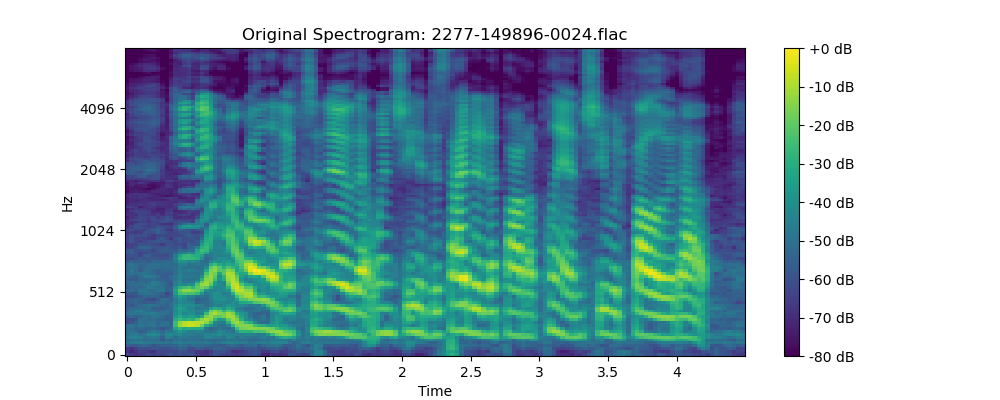 Original Spectrogram: 2277-149896-0024.flac
Hz
4096
2048
1024
512
0
0
0.5
1
1.5
2
2.5
3
3.5
4
Time
+0 dB
-10 dB
-20 dB
-30 dB
-40 dB
-50 dB
-60 dB
-70 dB
-80 dB